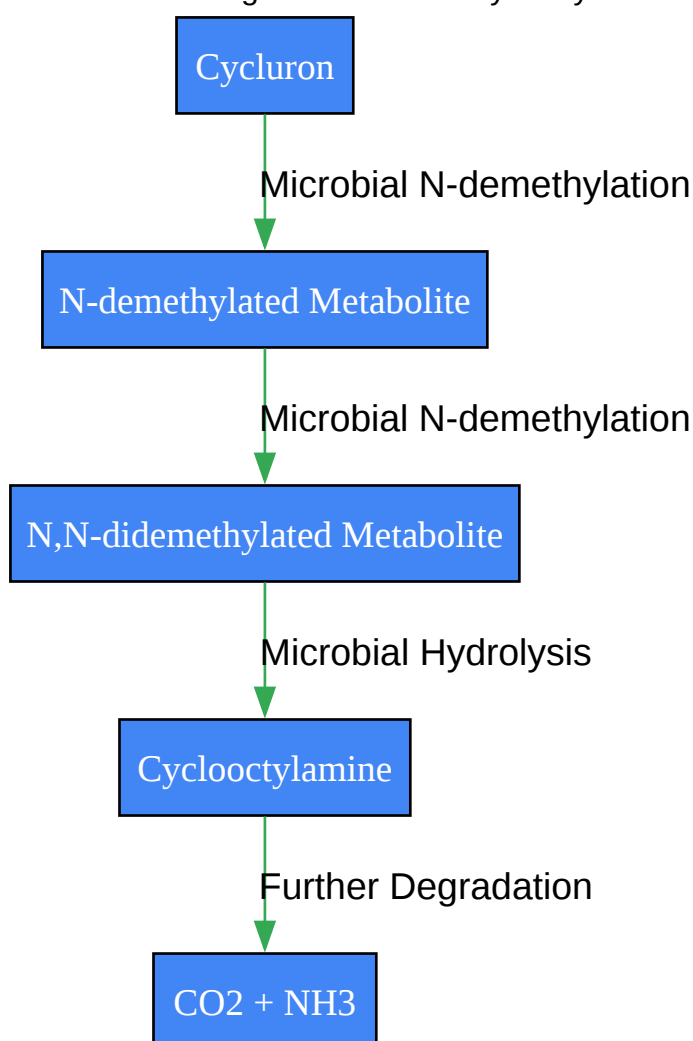 Cycluron
Microbial N-demethylation
N-demethylated Metabolite
Microbial N-demethylation
N,N-didemethylated Metabolite
Microbial Hydrolysis
Cyclooctylamine
Further Degradation
CO2 + NH3